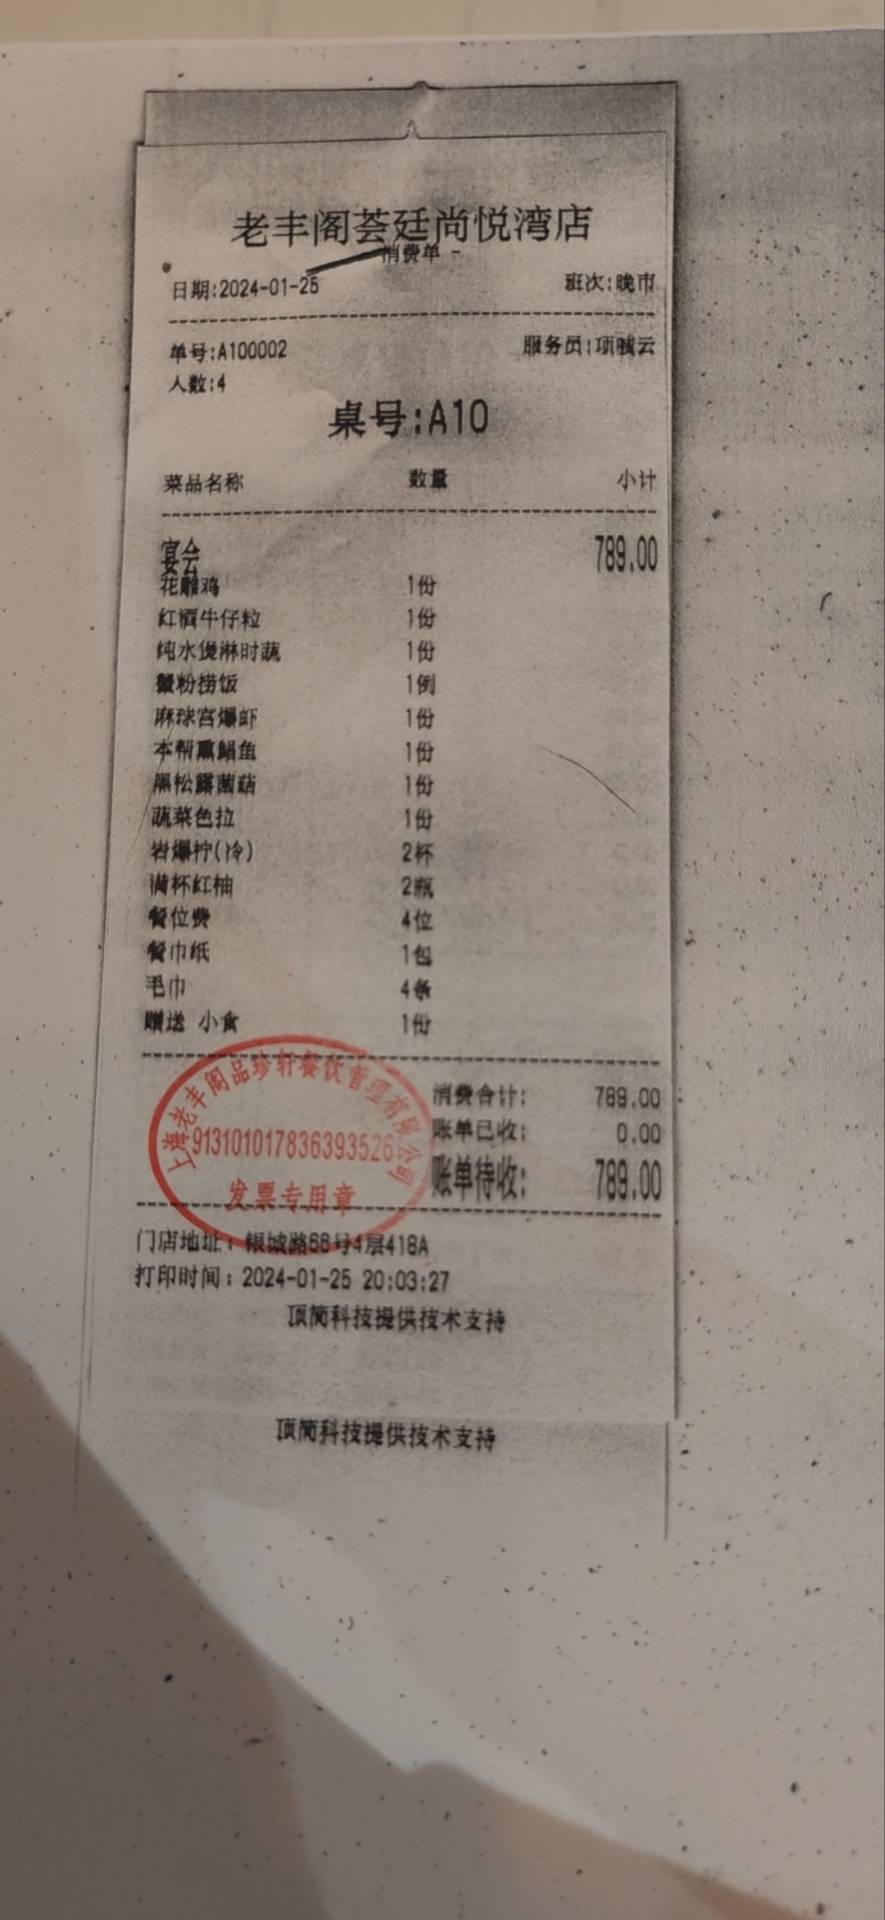 老丰阁荟廷尚悦湾店
- 消费单 -
日期:2024-01-25 班次:晚市
单号:A100002 服务员:项云
人数:4
桌号:A10
菜品名称 数量 小计
宴会 789.00
花雕鸡 1份
红酒牛仔粒 1份
纯水煲淋时蔬 1份
蟹粉捞饭 1例
麻球宫爆虾 1份
本帮熏鲳鱼 1份
黑松露菌菇 1份
蔬菜色拉 1份
岩爆柠(冷) 2杯
满杯红柚 2瓶
餐位费 4位
餐巾纸 1包
毛巾 4条
赠送 小食 1份
消费合计: 789.00
账单已收: 0.00
账单待收: 789.00
上海老丰阁品珍轩餐饮管理有限公司
913101017836393526
发票专用章
门店地址: 银城路66号4层418A
打印时间: 2024-01-25 20:03:27
顶简科技提供技术支持
顶简科技提供技术支持